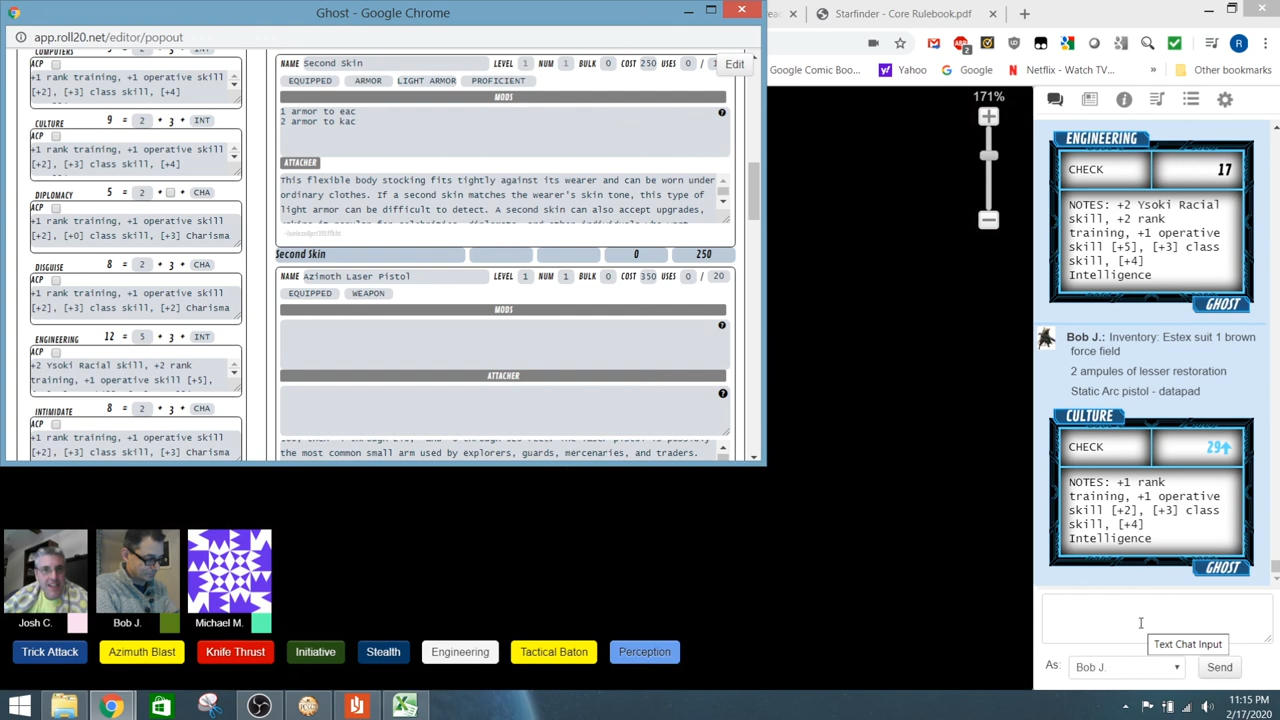 Ghost - Google Chrome
app.roll20.net/editor/popout
COMPUTERS
INT
ACP
+1 rank training, +1 operative skill
[+2], [+3] class skill, [+4]
CULTURE 9 = 2 + 3 + INT
ACP
+1 rank training, +1 operative skill
[+2], [+3] class skill, [+4]
DIPLOMACY 5 = 2 + + CHA
ACP
+1 rank training, +1 operative skill
[+2], [+0] class skill, [+3] Charisma
DISGUISE 8 = 2 + 3 + CHA
ACP
+1 rank training, +1 operative skill
[+2], [+3] class skill, [+2] Charisma
ENGINEERING 12 = 5 + 3 + INT
ACP
+2 Ysoki Racial skill, +2 rank
training, +1 operative skill [+5],
INTIMIDATE 8 = 2 + 3 + CHA
ACP
+1 rank training, +1 operative skill
[+2], [+3] class skill, [+3] Charisma
NAME Second Skin LEVEL 1 NUM 1 BULK 0 COST 250 USES 0 / 1
Edit
EQUIPPED ARMOR LIGHT ARMOR PROFICIENT
MODS
1 armor to eac
2 armor to kac
ATTACHER
This flexible body stocking fits tightly against its wearer and can be worn under
ordinary clothes. If a second skin matches the wearer's skin tone, this type of
light armor can be difficult to detect. A second skin can also accept upgrades,
Second Skin 0 250
NAME Azimoth Laser Pistol LEVEL 1 NUM 1 BULK 0 COST 350 USES 0 / 20
EQUIPPED WEAPON
MODS
ATTACHER
the most common small arm used by explorers, guards, mercenaries, and traders.
Starfinder - Core Rulebook.pdf
R
Google Comic Boo...
Yahoo
Google
Netflix - Watch TV...
»
Other bookmarks
171%
ENGINEERING
CHECK 17
NOTES: +2 Ysoki Racial
skill, +2 rank
training, +1 operative
skill [+5], [+3] class
skill, [+4]
Intelligence
GHOST
Bob J.: Inventory: Estex suit 1 brown
force field
2 ampules of lesser restoration
Static Arc pistol - datapad
CULTURE
CHECK 29
NOTES: +1 rank
training, +1 operative
skill [+2], [+3] class
skill, [+4]
Intelligence
GHOST
Text Chat Input
As: Bob J. Send
Josh C.
Bob J.
Michael M.
Trick Attack
Azimuth Blast
Knife Thrust
Initiative
Stealth
Engineering
Tactical Baton
Perception
11:15 PM
2/17/2020